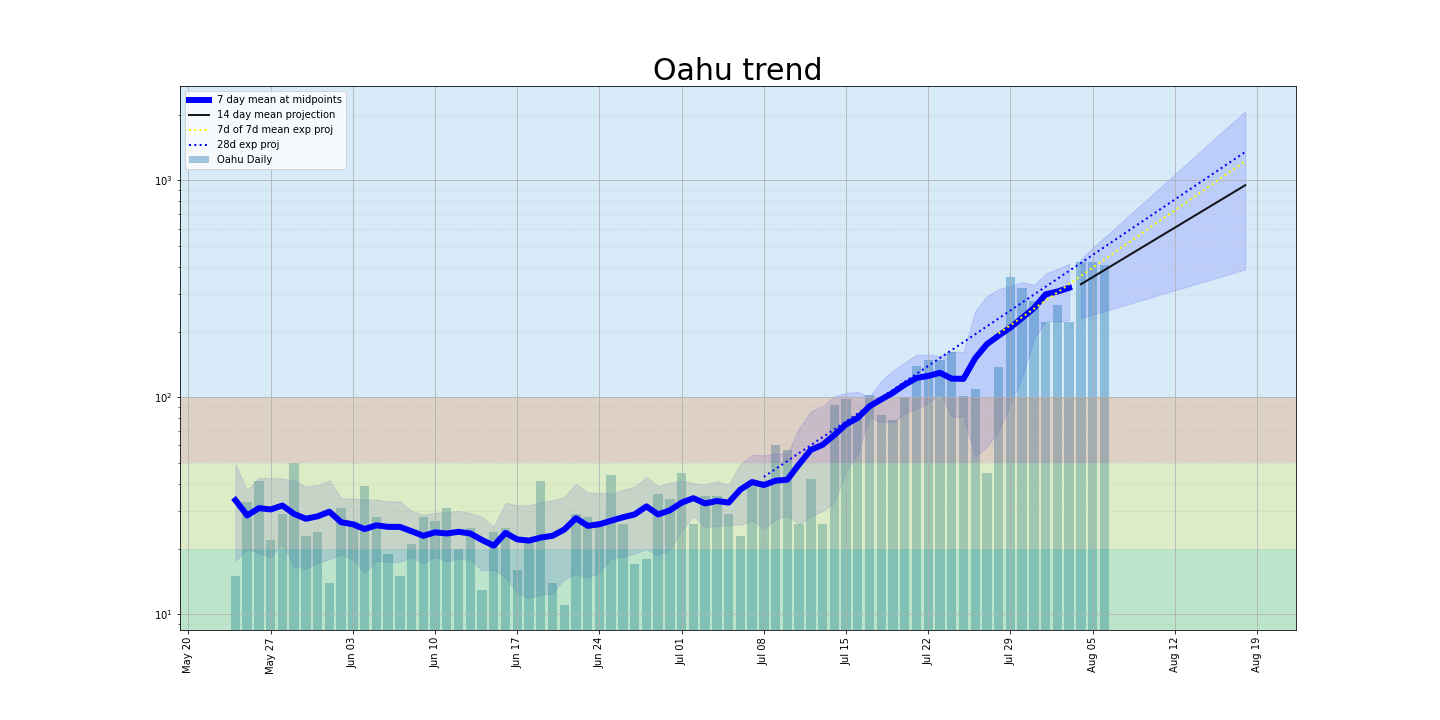 Oahu trend
7 day mean at midpoints
14 day mean projection
7d of 7d mean exp proj
28d exp proj
Oahu Daily
10³
10²
10¹
May 20
May 27
Jun 03
Jun 10
Jun 17
Jun 24
Jul 01
Jul 08
Jul 15
Jul 22
Jul 29
Aug 05
Aug 12
Aug 19